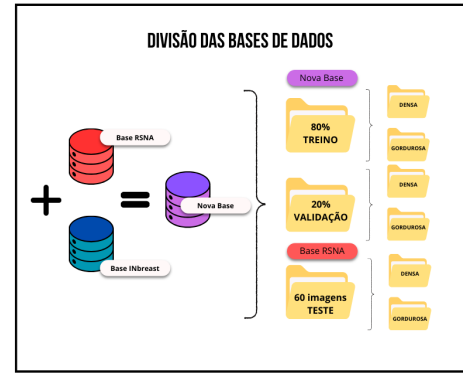 DIVISÃO DAS BASES DE DADOS
Base RSNA
+
=
Base INbreast
Nova Base
Nova Base
80%
TREINO
DENSA
GORDUROSA
20%
VALIDAÇÃO
DENSA
GORDUROSA
Base RSNA
60 imagens
TESTE
DENSA
GORDUROSA